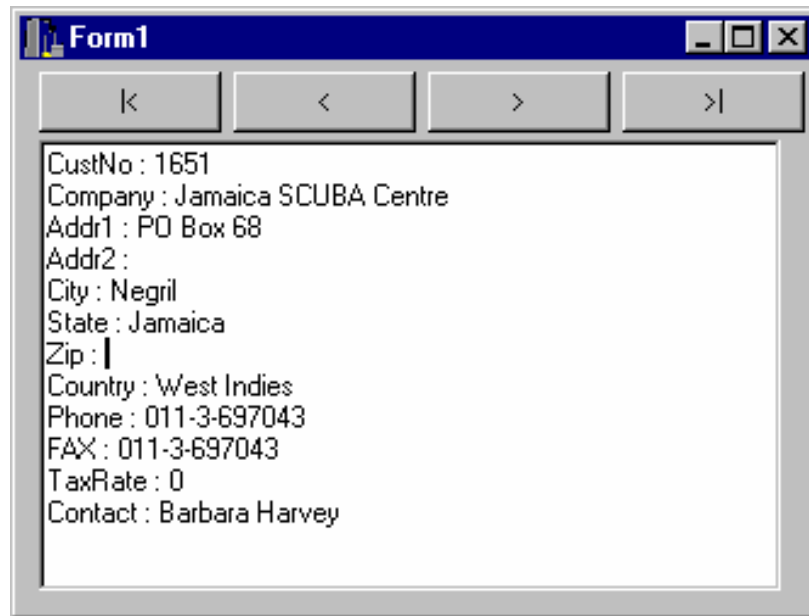 Form1
|< < > >|
CustNo : 1651
Company : Jamaica SCUBA Centre
Addr1 : PO Box 68
Addr2 :
City : Negril
State : Jamaica
Zip :
Country : West Indies
Phone : 011-3-697043
FAX : 011-3-697043
TaxRate : 0
Contact : Barbara Harvey